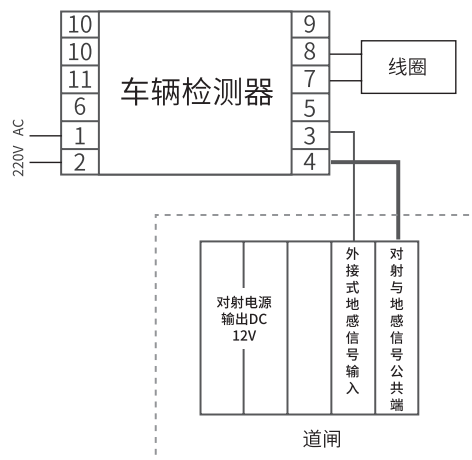 10
10
11
6
1
2
车辆检测器
9
8
7
5
3
4
线圈
220V AC
对射电源
输出DC
12V
外接式地感信号输入
对射与地感信号公共端
道闸